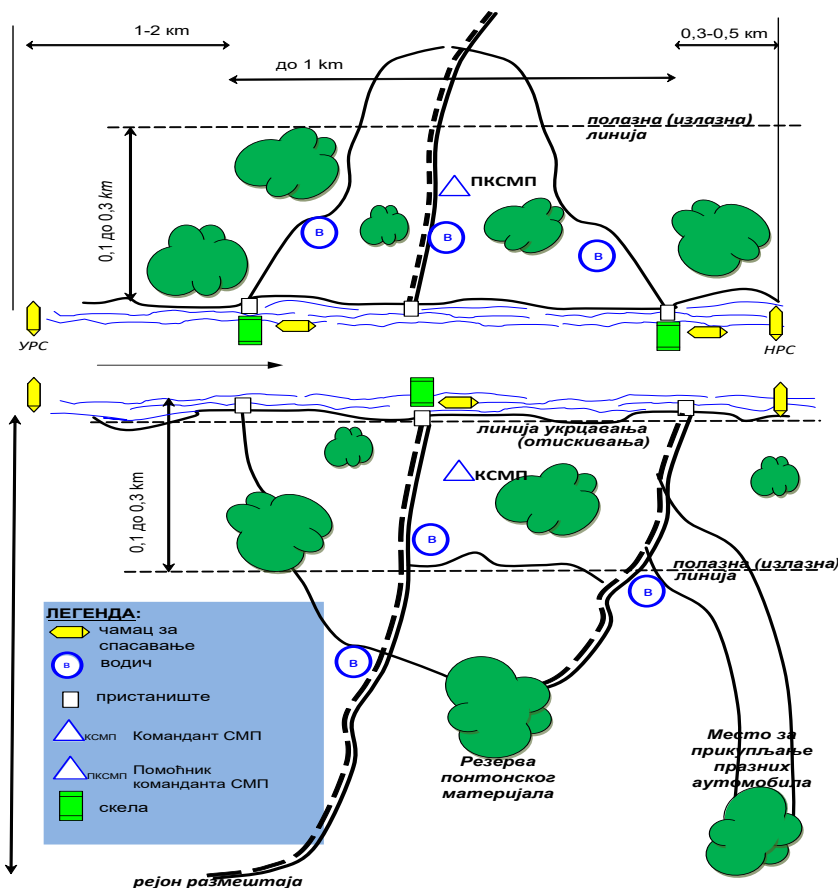 1-2 км
0,3-0,5 км
до 1 km
полазна (излазна)
линија
0,1 до 0,3 km
ПКСМП
В
В
В
УРС
НРС
линија укрцавања
(отискивања)
КСМП
0,1 до 0,3 km
В
полазна (излазна)
линија
В
В
ЛЕГЕНДА:
чамац за
спасавање
В
водич
пристаниште
КСМП Командант СМП
ПКСМП Помоћник
команданта СМП
скела
Резерва
понтонског
материјала
Место за
прикупљање
празних
аутомобила
рејон размештаја